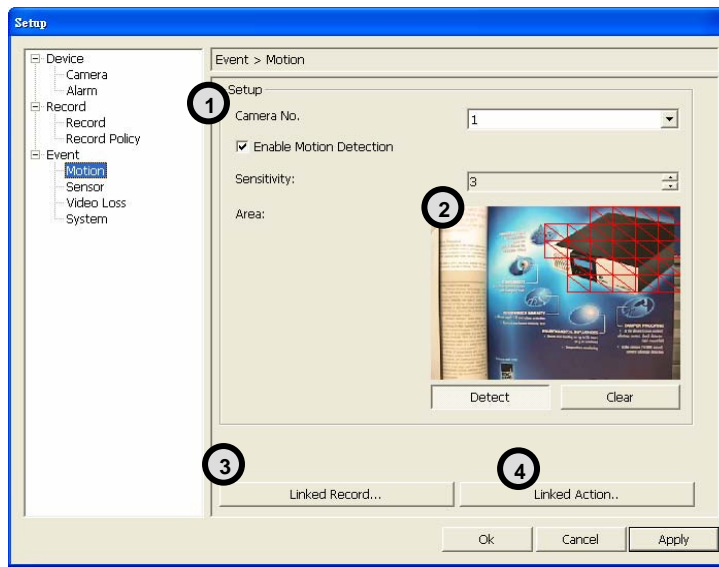 Setup
Device
Camera
Alarm
Record
Record
Record Policy
Event
Motion
Sensor
Video Loss
System
Event > Motion
Setup
1
Camera No.
1
Enable Motion Detection
Sensitivity:
3
2
Area:
Detect
Clear
3
4
Linked Record...
Linked Action..
Ok
Cancel
Apply